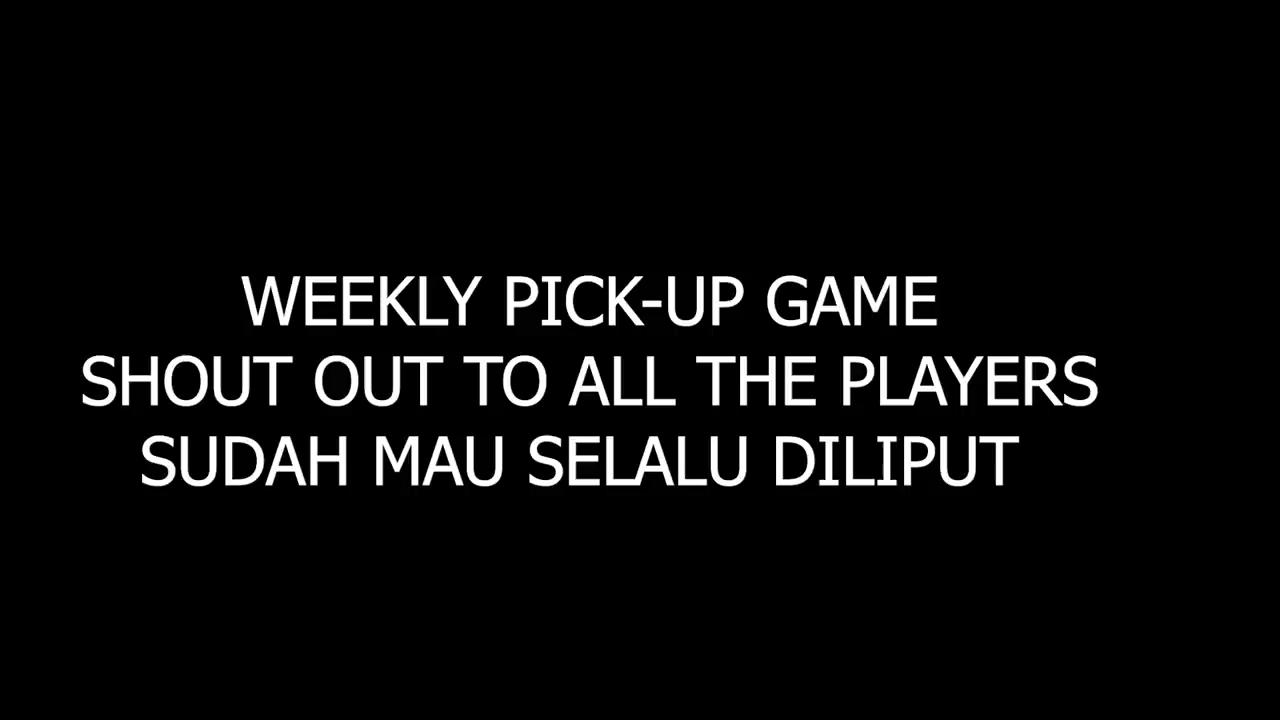 WEEKLY PICK-UP GAME
SHOUT OUT TO ALL THE PLAYERS
SUDAH MAU SELALU DILIPUT